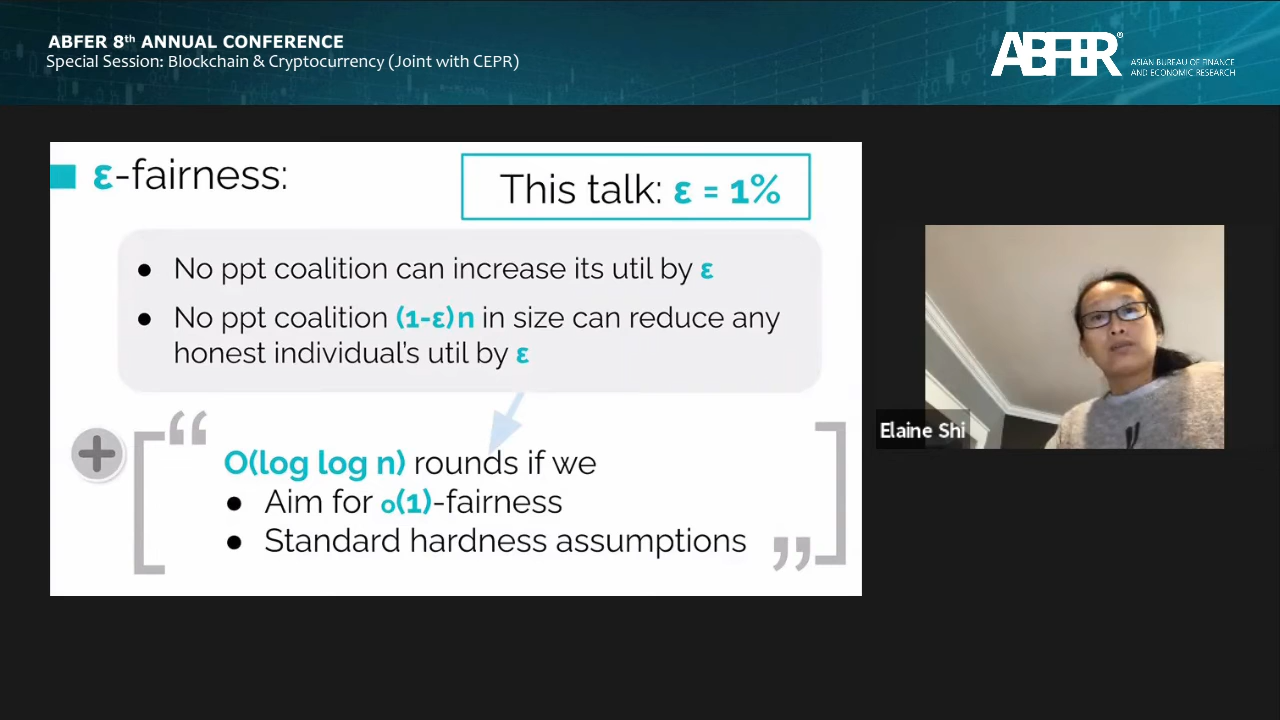 ABFER 8th ANNUAL CONFERENCE
Special Session: Blockchain & Cryptocurrency (Joint with CEPR)
ABFER®
ASIAN BUREAU OF FINANCE
AND ECONOMIC RESEARCH
ε-fairness:
This talk: ε = 1%
● No ppt coalition can increase its util by ε
● No ppt coalition (1-ε)n in size can reduce any
honest individual's util by ε
“
O(log log n) rounds if we
● Aim for o(1)-fairness
● Standard hardness assumptions
”
Elaine Shi